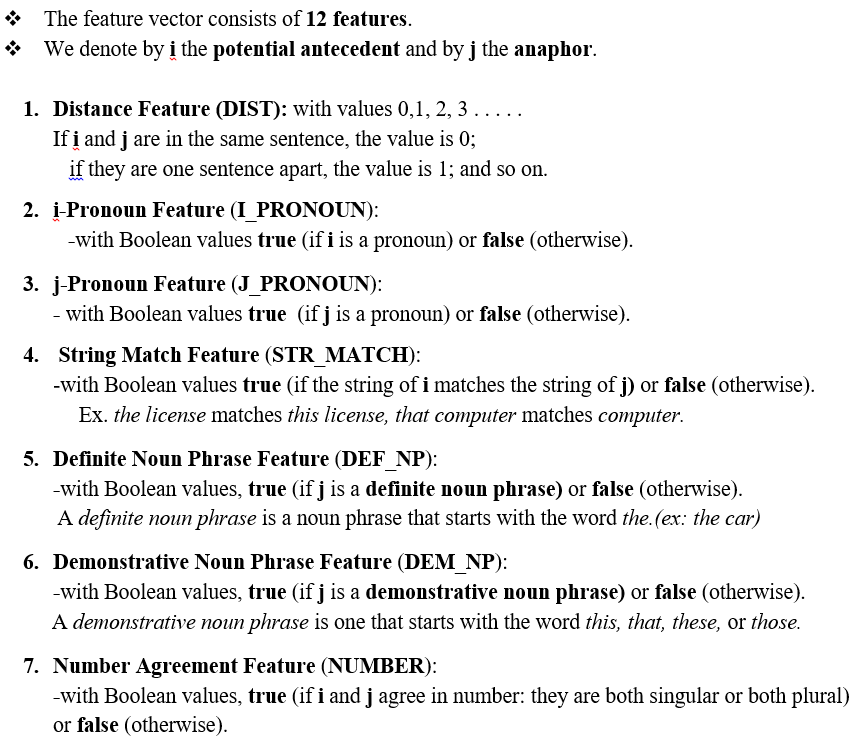 ❖ The feature vector consists of 12 features.
❖ We denote by i the potential antecedent and by j the anaphor.
1. Distance Feature (DIST): with values 0,1, 2, 3 . . . . .
If i and j are in the same sentence, the value is 0;
if they are one sentence apart, the value is 1; and so on.
2. i-Pronoun Feature (I_PRONOUN):
-with Boolean values true (if i is a pronoun) or false (otherwise).
3. j-Pronoun Feature (J_PRONOUN):
- with Boolean values true (if j is a pronoun) or false (otherwise).
4. String Match Feature (STR_MATCH):
-with Boolean values true (if the string of i matches the string of j) or false (otherwise).
Ex. the license matches this license, that computer matches computer.
5. Definite Noun Phrase Feature (DEF_NP):
-with Boolean values, true (if j is a definite noun phrase) or false (otherwise).
A definite noun phrase is a noun phrase that starts with the word the.(ex: the car)
6. Demonstrative Noun Phrase Feature (DEM_NP):
-with Boolean values, true (if j is a demonstrative noun phrase) or false (otherwise).
A demonstrative noun phrase is one that starts with the word this, that, these, or those.
7. Number Agreement Feature (NUMBER):
-with Boolean values, true (if i and j agree in number: they are both singular or both plural)
or false (otherwise).